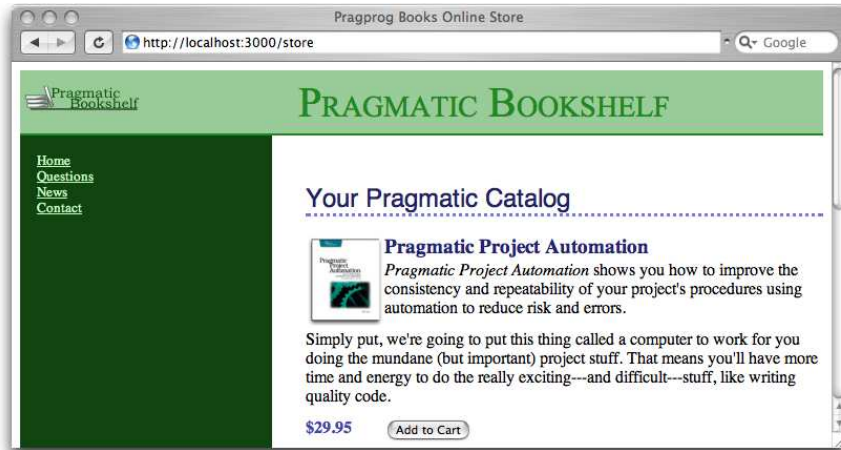 Pragprog Books Online Store
http://localhost:3000/store
Google
Pragmatic
Bookshelf
PRAGMATIC BOOKSHELF
Home
Questions
News
Contact
Your Pragmatic Catalog
Pragmatic
Project
Automation
Pragmatic Project Automation
Pragmatic Project Automation shows you how to improve the
consistency and repeatability of your project's procedures using
automation to reduce risk and errors.
Simply put, we're going to put this thing called a computer to work for you
doing the mundane (but important) project stuff. That means you'll have more
time and energy to do the really exciting---and difficult---stuff, like writing
quality code.
$29.95 Add to Cart